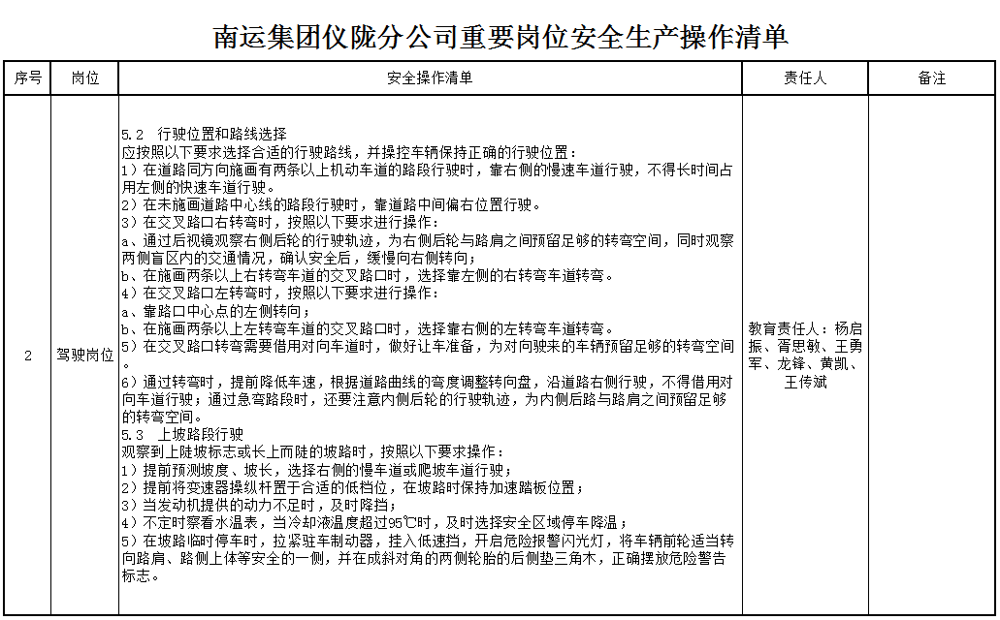 南运集团仪陇分公司重要岗位安全生产操作清单
序号 岗位 安全操作清单 责任人 备注
2
驾驶岗位
5.2 行驶位置和路线选择
应按照以下要求选择合适的行驶路线，并操控车辆保持正确的行驶位置：
1）在道路同方向施画有两条以上机动车道的路段行驶时，靠右侧的慢速车道行驶，不得长时间占
用左侧的快速车道行驶。
2）在未施画道路中心线的路段行驶时，靠道路中间偏右位置行驶。
3）在交叉路口右转弯时，按照以下要求进行操作：
a、通过后视镜观察右侧后轮的行驶轨迹，为右侧后轮与路肩之间预留足够的转弯空间，同时观察
两侧盲区内的交通情况，确认安全后，缓慢向右侧转向；
b、在施画两条以上右转弯车道的交叉路口时，选择靠左侧的右转弯车道转弯。
4）在交叉路口左转弯时，按照以下要求进行操作：
a、靠路口中心点的左侧转向；
b、在施画两条以上左转弯车道的交叉路口时，选择靠右侧的左转弯车道转弯。
5）在交叉路口转弯需要借用对向车道时，做好让车准备，为对向驶来的车辆预留足够的转弯空间
。
6）通过转弯时，提前降低车速，根据道路曲线的弯度调整转向盘，沿道路右侧行驶，不得借用对
向车道行驶；通过急弯路段时，还要注意内侧后轮的行驶轨迹，为内侧后路与路肩之间预留足够
的转弯空间。
5.3 上坡路段行驶
观察到上陡坡标志或长上而陡的坡路时，按照以下要求操作：
1）提前预测坡度、坡长，选择右侧的慢车道或爬坡车道行驶；
2）提前将变速器操纵杆置于合适的低档位，在坡路时保持加速踏板位置；
3）当发动机提供的动力不足时，及时降挡；
4）不定时察看水温表，当冷却液温度超过95℃时，及时选择安全区域停车降温；
5）在坡路临时停车时，拉紧驻车制动器，挂入低速挡，开启危险报警闪光灯，将车辆前轮适当转
向路肩、路侧上体等安全的一侧，并在成斜对角的两侧轮胎的后侧垫三角木，正确摆放危险警告
标志。
教育责任人：杨启
振、胥思敏、王勇
军、龙锋、黄凯、
王传斌